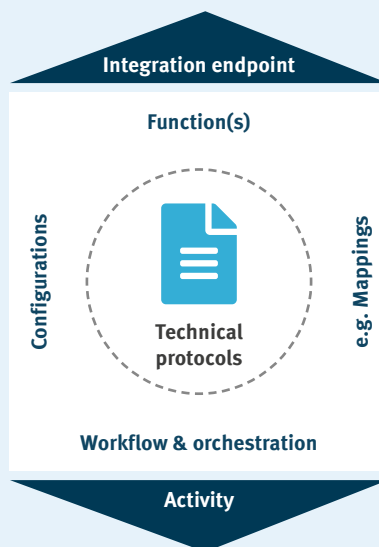 Integration endpoint
Function(s)
Configurations
e.g. Mappings
Technical
protocols
Workflow & orchestration
Activity